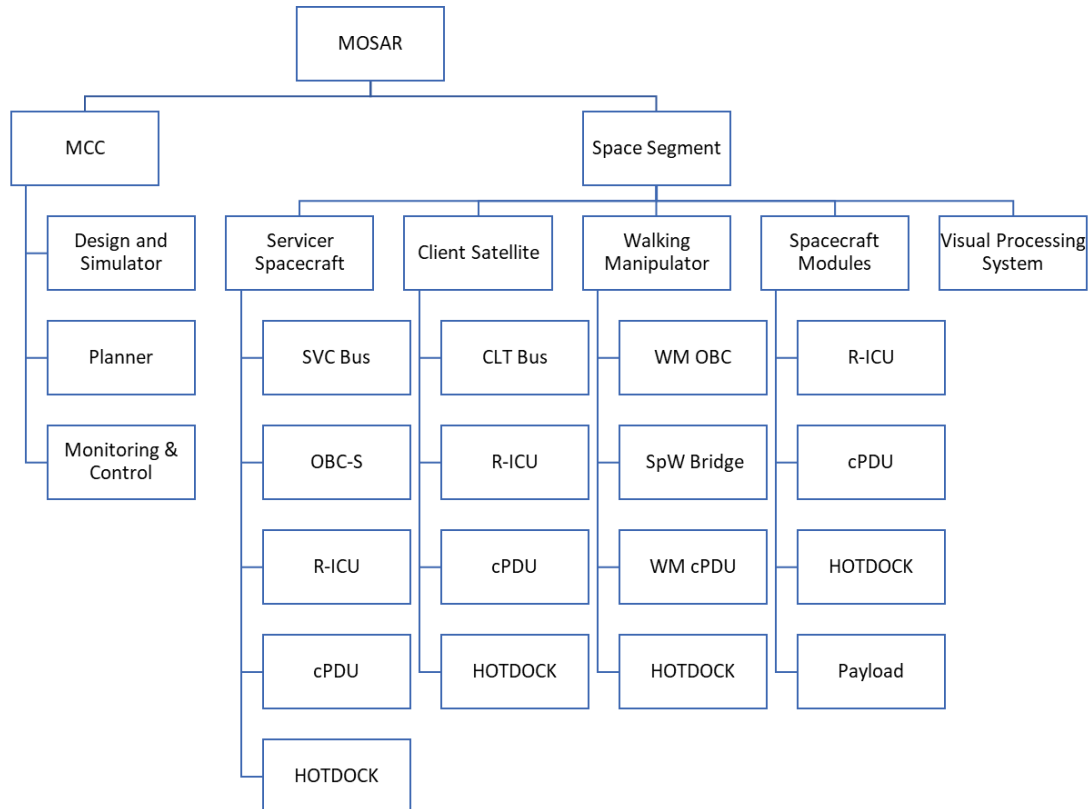 MOSAR
MCC
Space Segment
Design and
Simulator
Planner
Monitoring &
Control
Servicer
Spacecraft
SVC Bus
OBC-S
R-ICU
cPDU
HOTDOCK
Client Satellite
CLT Bus
R-ICU
cPDU
HOTDOCK
Walking
Manipulator
WM OBC
SpW Bridge
WM cPDU
HOTDOCK
Spacecraft
Modules
R-ICU
cPDU
HOTDOCK
Payload
Visual Processing
System